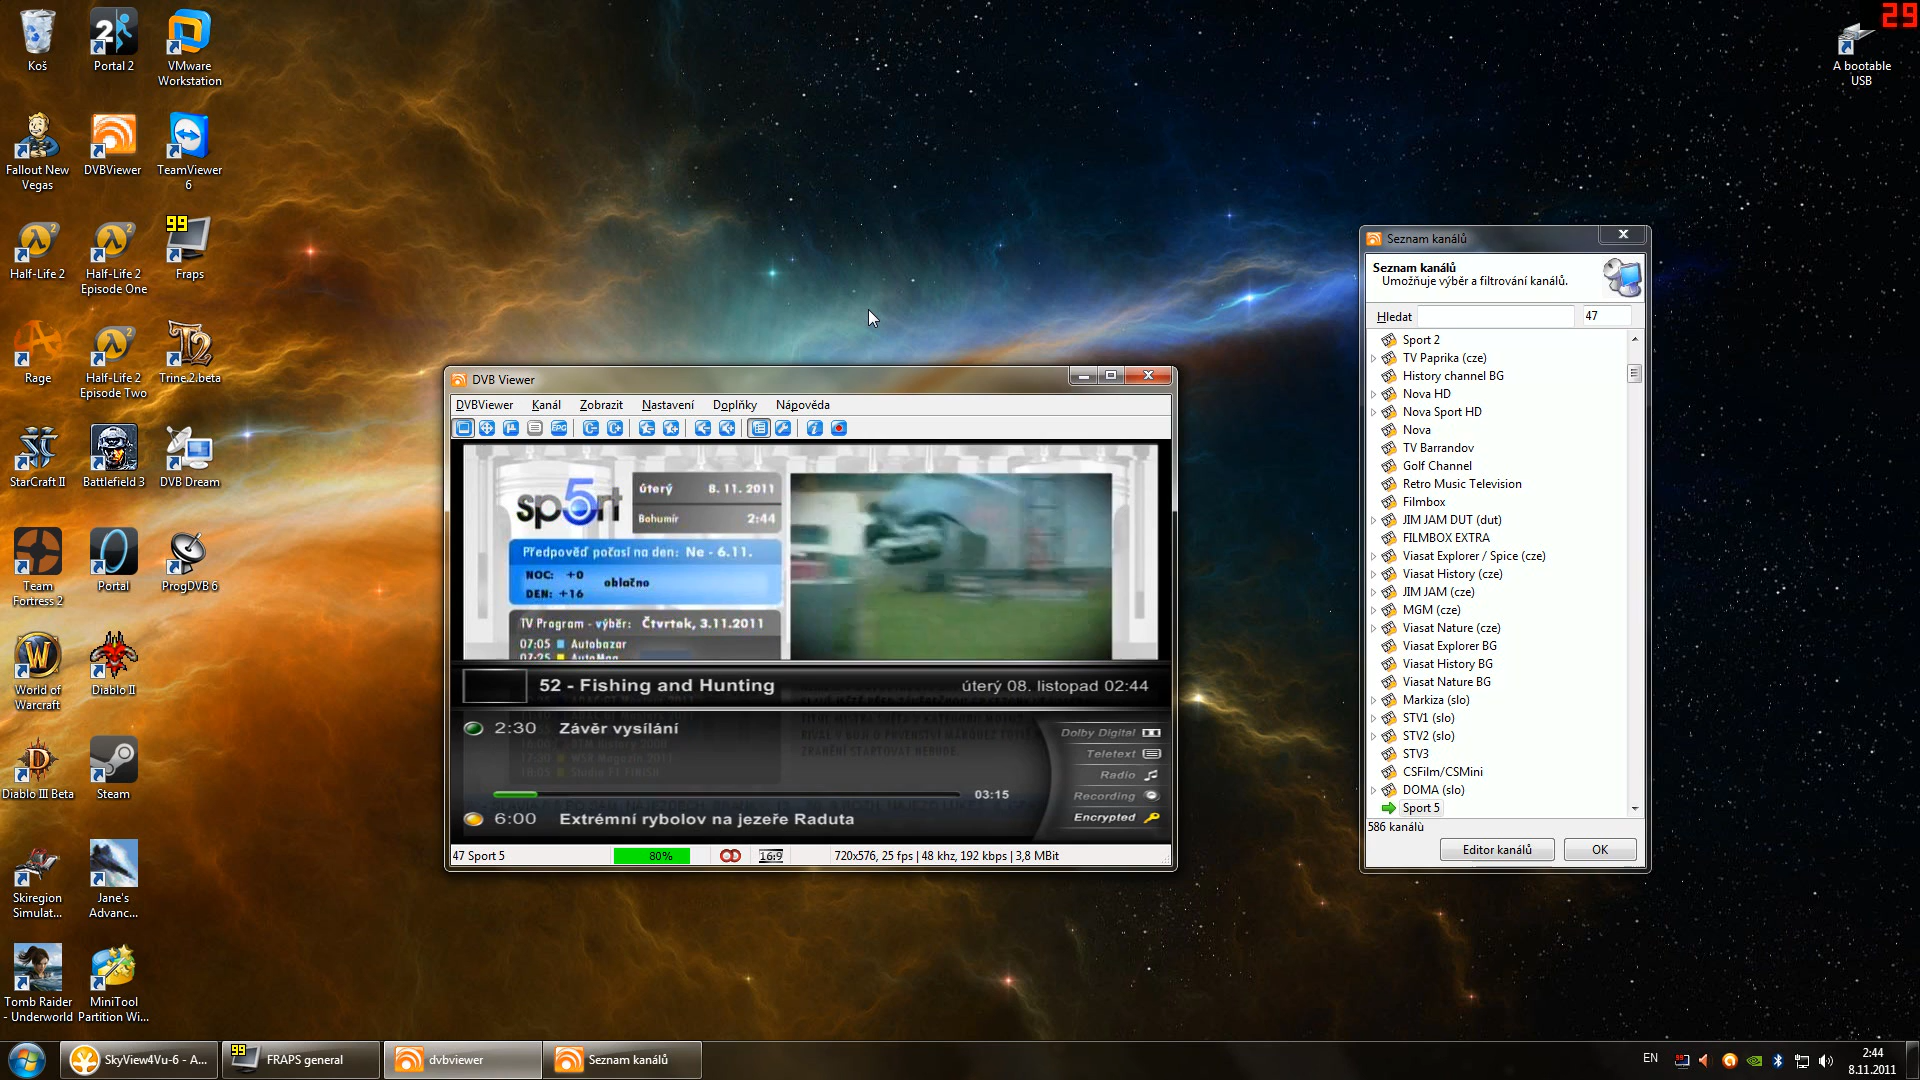 Koš
Portal 2
VMware
Workstation
Fallout New
Vegas
DVBViewer
TeamViewer
6
Half-Life 2
Half-Life 2
Episode One
99
Fraps
Rage
Half-Life 2
Episode Two
Trine.2.beta
StarCraft II
Battlefield 3
DVB Dream
Team
Fortress 2
Portal
ProgDVB 6
World of
Warcraft
Diablo II
Diablo III Beta
Steam
Skiregion
Simulat...
Jane's
Advanc...
Tomb Raider
- Underworld
MiniTool
Partition Wi...
29
A bootable
USB
DVB Viewer
DVBViewer Kanál Zobrazit Nastavení Doplňky Nápověda
EPG
sp5rt
úterý 8. 11. 2011
Bohumír 2:44
Předpověď počasí na den: Ne - 6.11.
NOC: +0
oblačno
DEN: +16
TV Program - výběr: Čtvrtek, 3.11.2011
07:05 Autobazar
07:25 AutoMag
52 - Fishing and Hunting úterý 08. listopad 02:44
2:30 Závěr vysílání
03:15
6:00 Extrémní rybolov na jezeře Raduta
Dolby Digital
Teletext
Radio
Recording
Encrypted
47 Sport 5 80% 16:9 720x576, 25 fps | 48 khz, 192 kbps | 3,8 MBit
Seznam kanálů
Seznam kanálů
Umožňuje výběr a filtrování kanálů.
Hledat 47
Sport 2
TV Paprika (cze)
History channel BG
Nova HD
Nova Sport HD
Nova
TV Barrandov
Golf Channel
Retro Music Television
Filmbox
JIM JAM DUT (dut)
FILMBOX EXTRA
Viasat Explorer / Spice (cze)
Viasat History (cze)
JIM JAM (cze)
MGM (cze)
Viasat Nature (cze)
Viasat Explorer BG
Viasat History BG
Viasat Nature BG
Markiza (slo)
STV1 (slo)
STV2 (slo)
STV3
CSFilm/CSMini
DOMA (slo)
Sport 5
586 kanálů
Editor kanálů OK
SkyView4Vu-6 - A...
99
FRAPS general
dvbviewer
Seznam kanálů
EN
2:44
8.11.2011